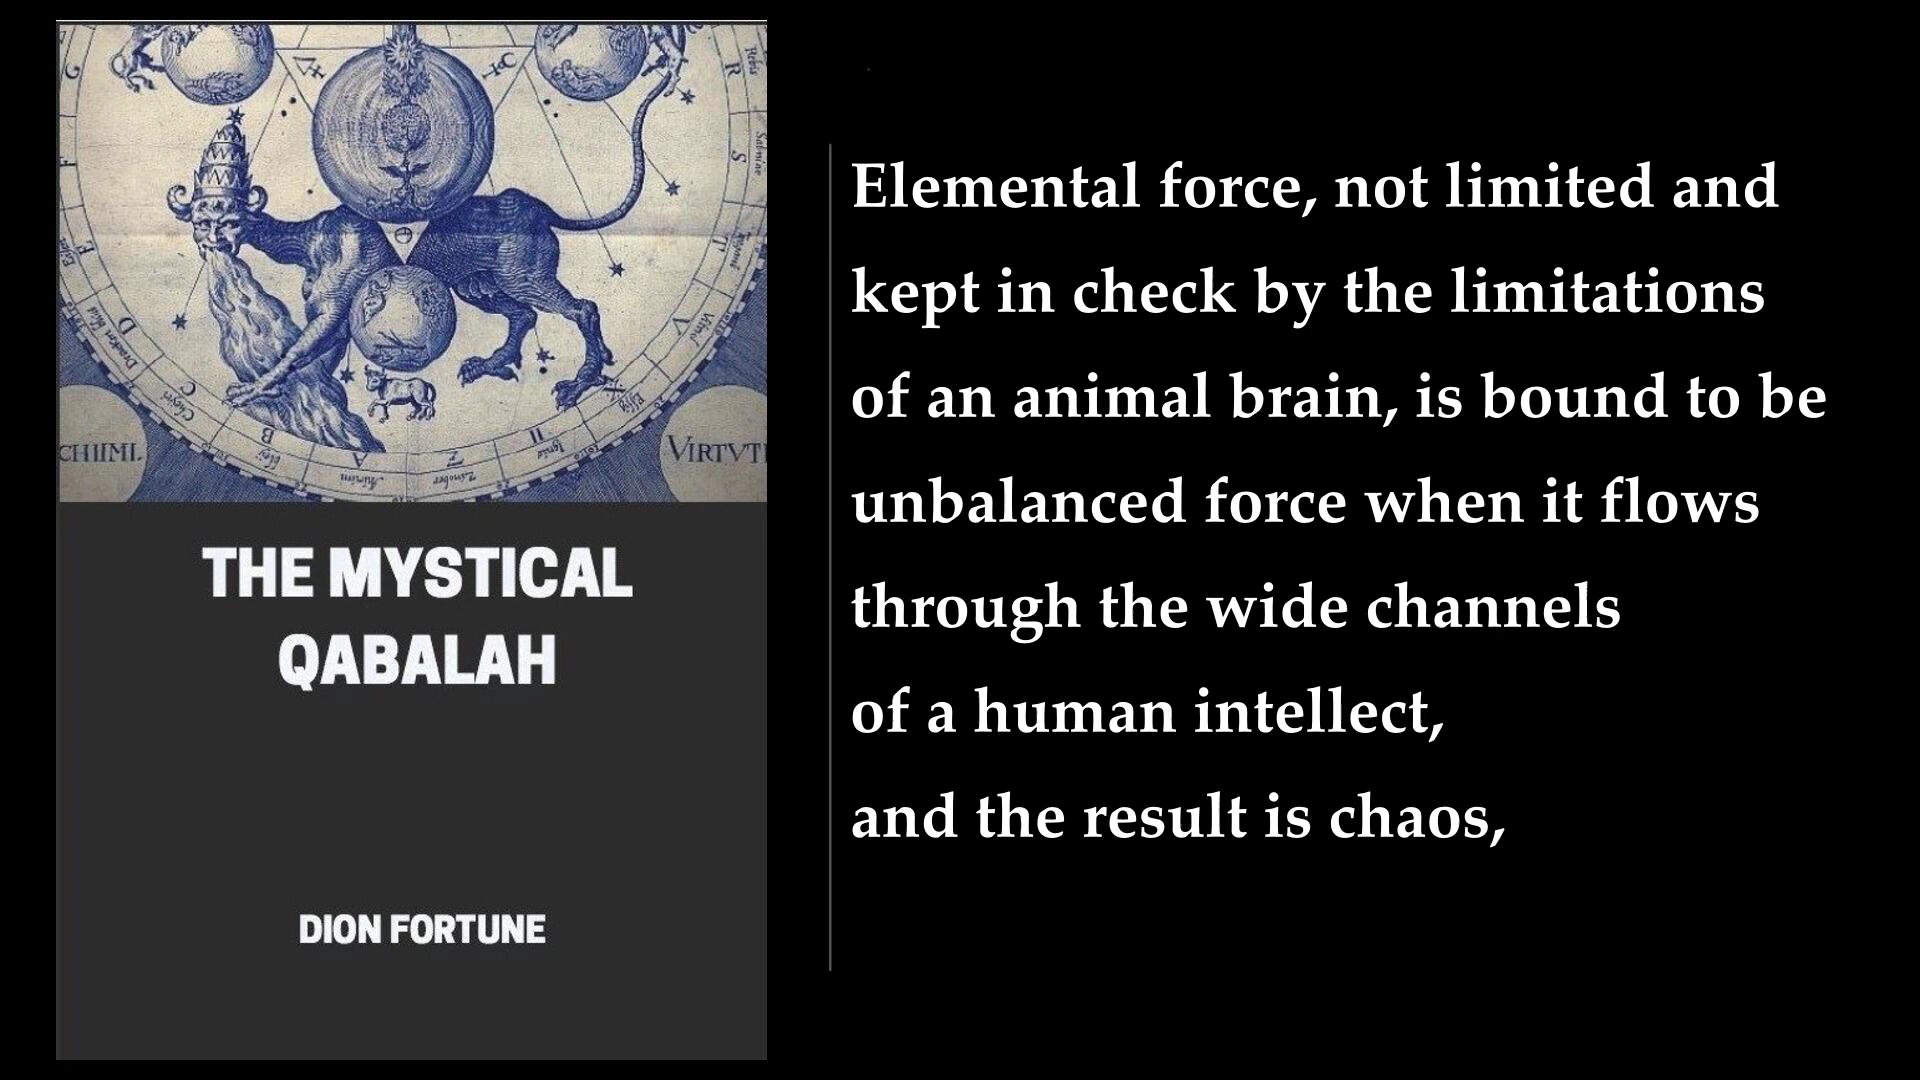 CHIIMI.
VIRTVTI
THE MYSTICAL
QABALAH
DION FORTUNE
Elemental force, not limited and
kept in check by the limitations
of an animal brain, is bound to be
unbalanced force when it flows
through the wide channels
of a human intellect,
and the result is chaos,